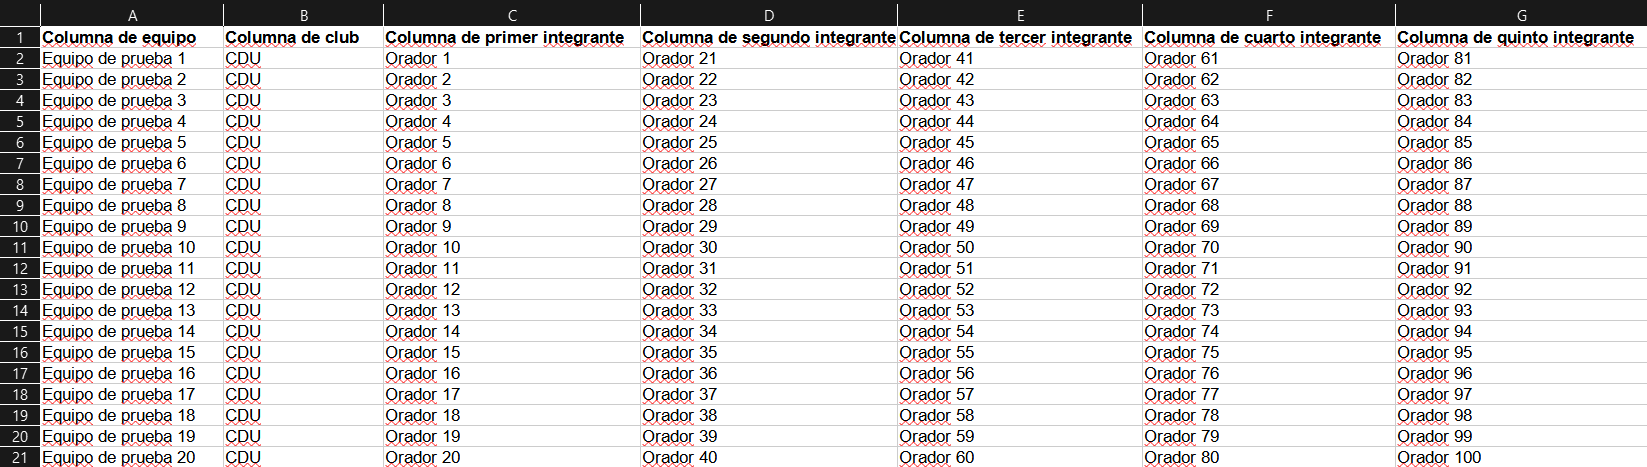 A B C D E F G
1 Columna de equipo Columna de club Columna de primer integrante Columna de segundo integrante Columna de tercer integrante Columna de cuarto integrante Columna de quinto integrante
2 Equipo de prueba 1 CDU Orador 1 Orador 21 Orador 41 Orador 61 Orador 81
3 Equipo de prueba 2 CDU Orador 2 Orador 22 Orador 42 Orador 62 Orador 82
4 Equipo de prueba 3 CDU Orador 3 Orador 23 Orador 43 Orador 63 Orador 83
5 Equipo de prueba 4 CDU Orador 4 Orador 24 Orador 44 Orador 64 Orador 84
6 Equipo de prueba 5 CDU Orador 5 Orador 25 Orador 45 Orador 65 Orador 85
7 Equipo de prueba 6 CDU Orador 6 Orador 26 Orador 46 Orador 66 Orador 86
8 Equipo de prueba 7 CDU Orador 7 Orador 27 Orador 47 Orador 67 Orador 87
9 Equipo de prueba 8 CDU Orador 8 Orador 28 Orador 48 Orador 68 Orador 88
10 Equipo de prueba 9 CDU Orador 9 Orador 29 Orador 49 Orador 69 Orador 89
11 Equipo de prueba 10 CDU Orador 10 Orador 30 Orador 50 Orador 70 Orador 90
12 Equipo de prueba 11 CDU Orador 11 Orador 31 Orador 51 Orador 71 Orador 91
13 Equipo de prueba 12 CDU Orador 12 Orador 32 Orador 52 Orador 72 Orador 92
14 Equipo de prueba 13 CDU Orador 13 Orador 33 Orador 53 Orador 73 Orador 93
15 Equipo de prueba 14 CDU Orador 14 Orador 34 Orador 54 Orador 74 Orador 94
16 Equipo de prueba 15 CDU Orador 15 Orador 35 Orador 55 Orador 75 Orador 95
17 Equipo de prueba 16 CDU Orador 16 Orador 36 Orador 56 Orador 76 Orador 96
18 Equipo de prueba 17 CDU Orador 17 Orador 37 Orador 57 Orador 77 Orador 97
19 Equipo de prueba 18 CDU Orador 18 Orador 38 Orador 58 Orador 78 Orador 98
20 Equipo de prueba 19 CDU Orador 19 Orador 39 Orador 59 Orador 79 Orador 99
21 Equipo de prueba 20 CDU Orador 20 Orador 40 Orador 60 Orador 80 Orador 100